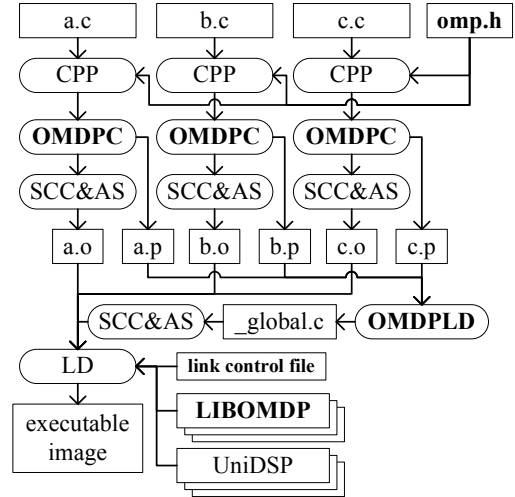 a.c b.c c.c omp.h
CPP CPP CPP
OMDPC OMDPC OMDPC
SCC&AS SCC&AS SCC&AS
a.o a.p b.o b.p c.o c.p
SCC&AS _global.c OMDPLD
LD link control file
LIBOMDP
executable
image
UniDSP